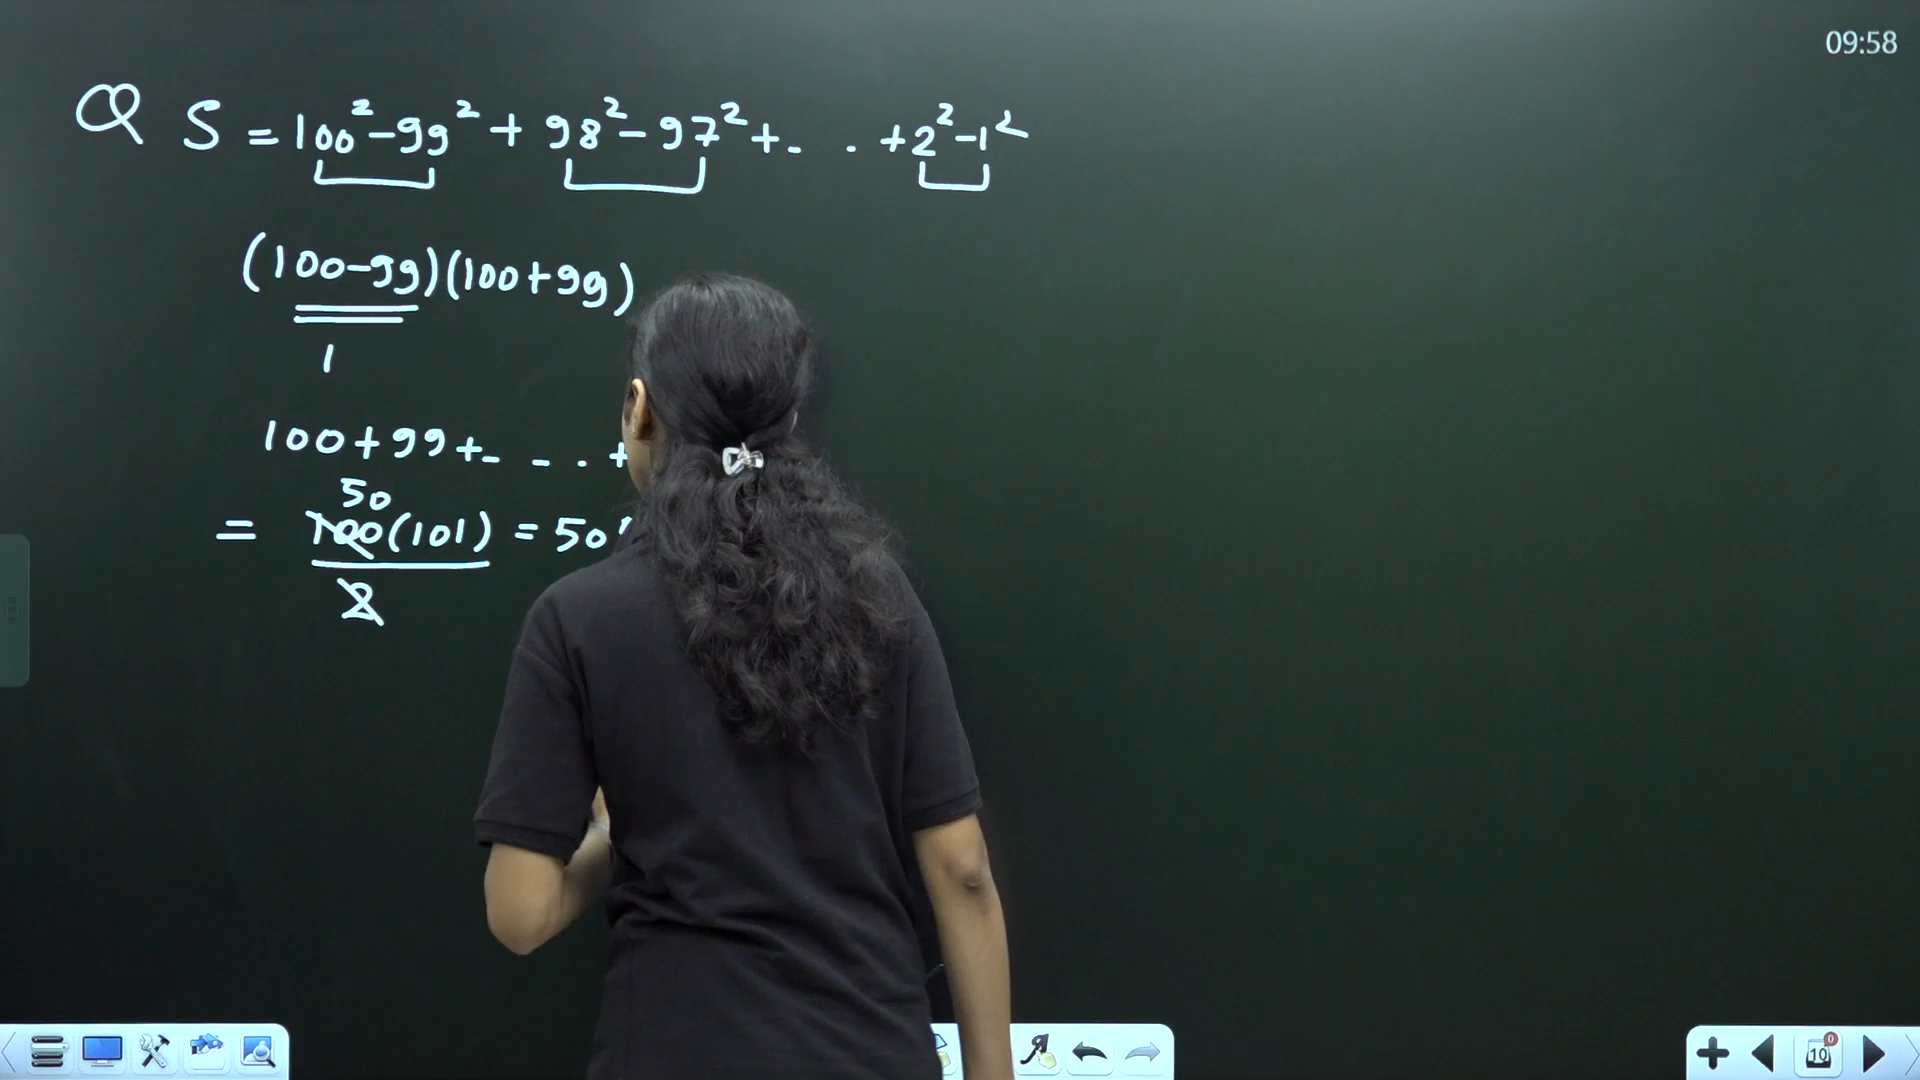 09:58
Q S = 100² - 99² + 98² - 97² + - . + 2² - 1²
(100-99)(100+99)
1
100 + 99 + - - . +
50
= 100(101) = 50
2
10
0